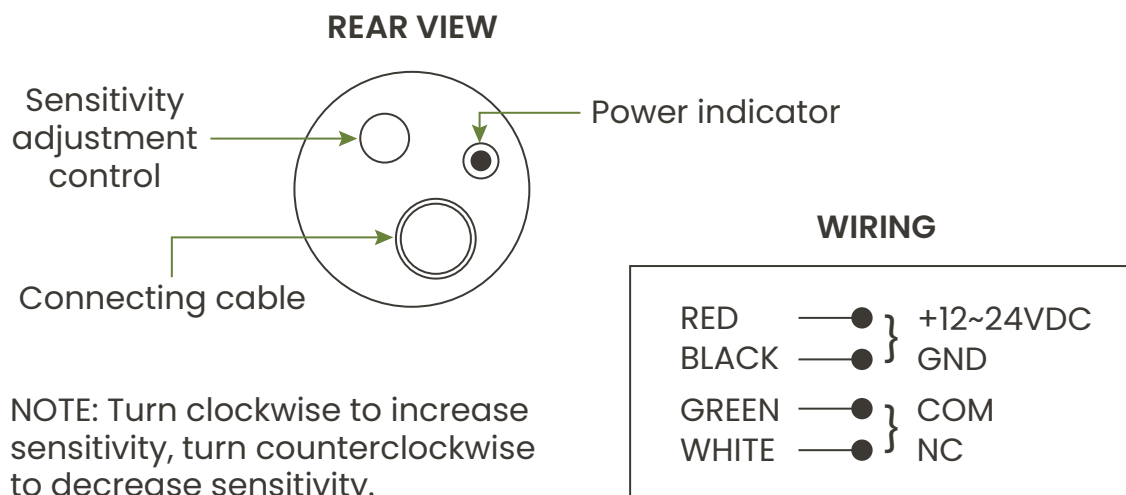 REAR VIEW
Sensitivity
adjustment
control
Power indicator
Connecting cable
NOTE: Turn clockwise to increase
sensitivity, turn counterclockwise
to decrease sensitivity.
WIRING
RED } +12~24VDC
BLACK GND
GREEN } COM
WHITE NC